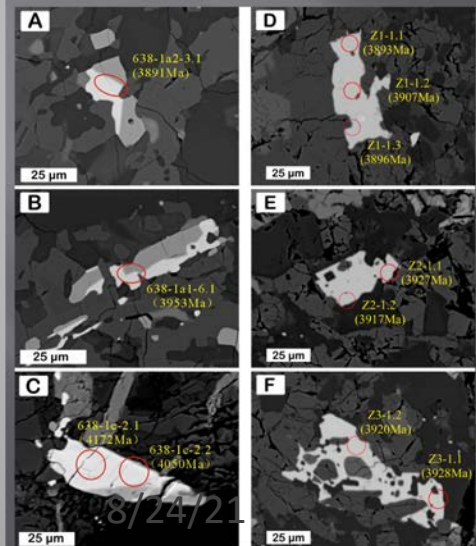 A
638-1a2-3.1
(3891Ma)
25 µm
B
638-1a1-6.1
(3953Ma)
25 µm
C
638-1c-2.1
(4172Ma)
638-1c-2.2
(4050Ma)
25 µm
D
Z1-1.1
(3893Ma)
Z1-1.2
(3907Ma)
Z1-1.3
(3896Ma)
25 µm
E
Z2-1.1
(3927Ma)
Z2-1.2
(3917Ma)
25 µm
F
Z3-1.2
(3920Ma)
Z3-1.1
(3928Ma)
25 µm
8/24/21